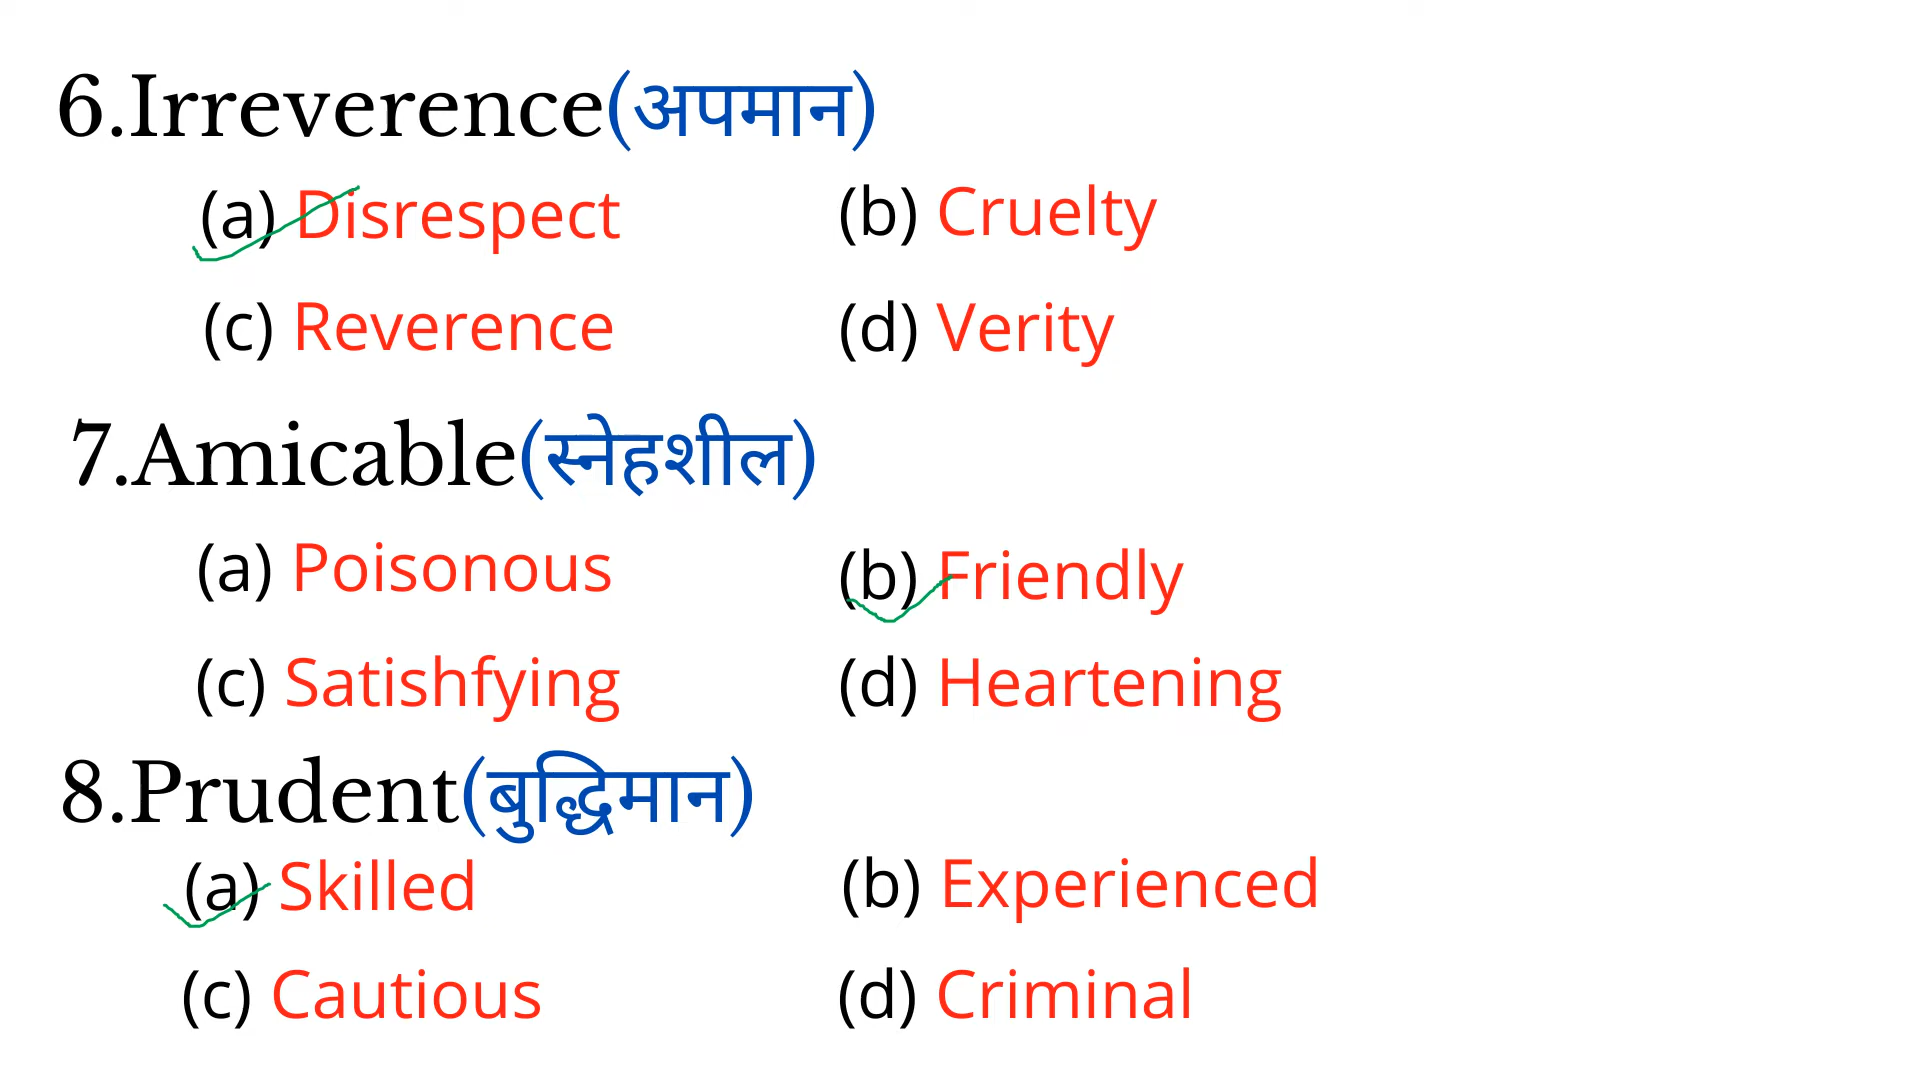 6.Irreverence(अपमान)
(a) Disrespect (b) Cruelty
(c) Reverence (d) Verity
7.Amicable(स्नेहशील)
(a) Poisonous (b) Friendly
(c) Satishfying (d) Heartening
8.Prudent(बुद्धिमान)
(a) Skilled (b) Experienced
(c) Cautious (d) Criminal